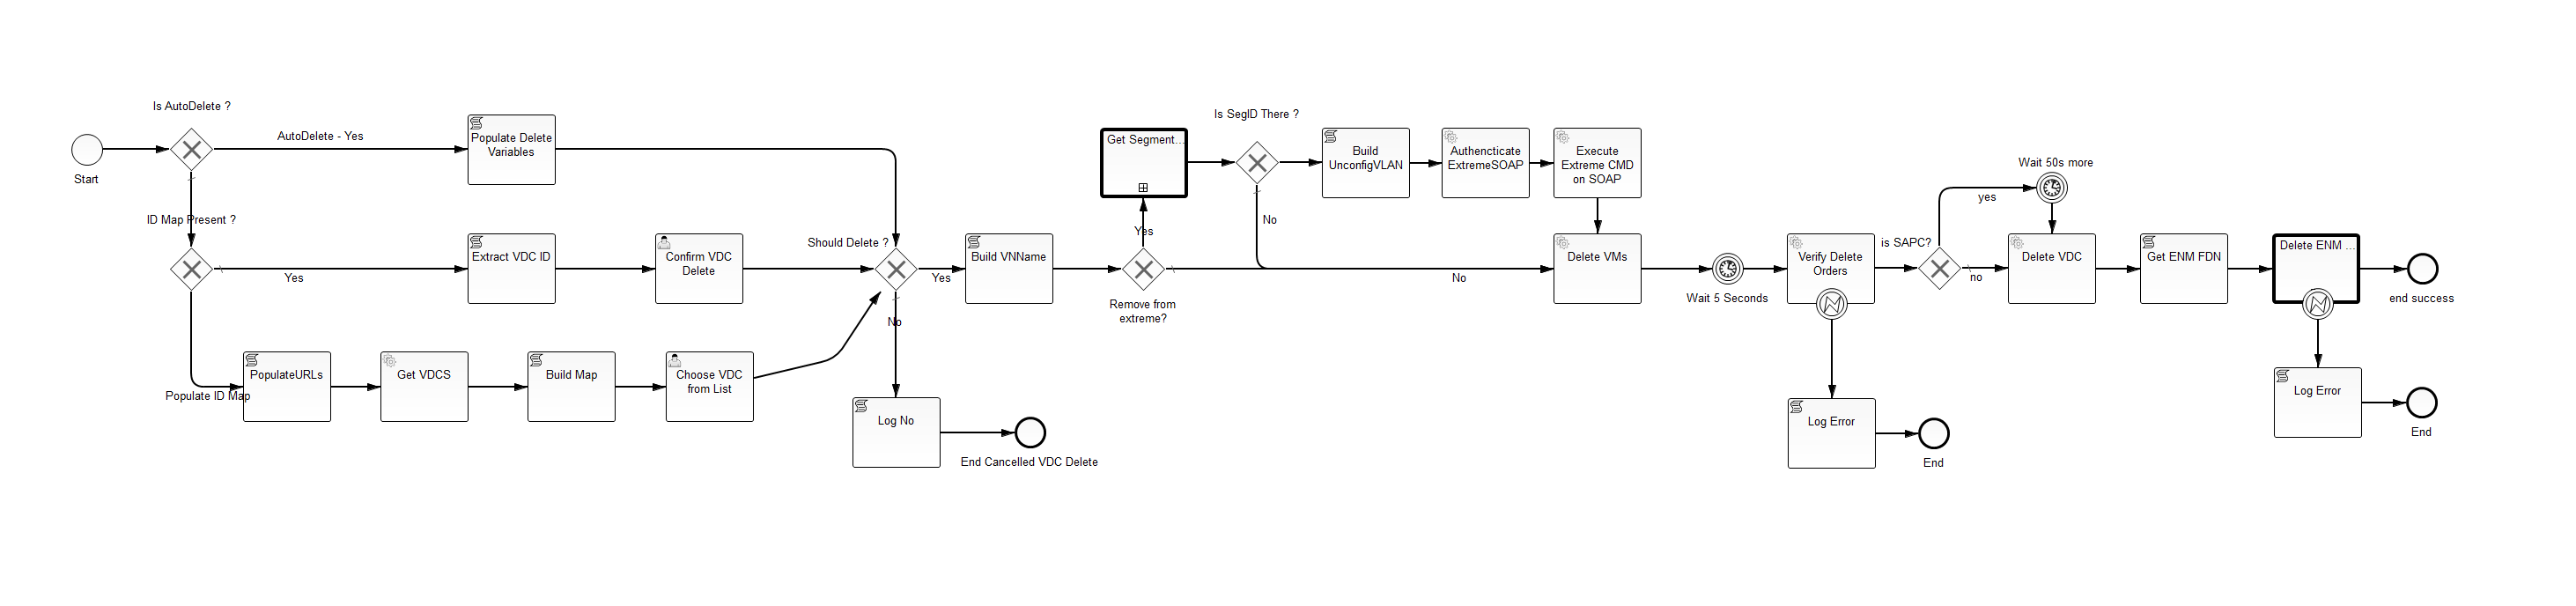 Is AutoDelete ?
AutoDelete - Yes
Populate Delete
Variables
Start
ID Map Present ?
Yes
Extract VDC ID
Confirm VDC
Delete
Should Delete ?
Yes
No
Populate ID Map
PopulateURLs
Get VDCS
Build Map
Choose VDC
from List
Log No
End Cancelled VDC Delete
Build VNName
Remove from
extreme?
Yes
No
Get Segment...
Is SegID There ?
No
Build
UnconfigVLAN
Authencticate
ExtremeSOAP
Execute
Extreme CMD
on SOAP
Delete VMs
Wait 5 Seconds
Verify Delete
Orders
Log Error
End
is SAPC?
yes
no
Wait 50s more
Delete VDC
Get ENM FDN
Delete ENM ...
end success
Log Error
End